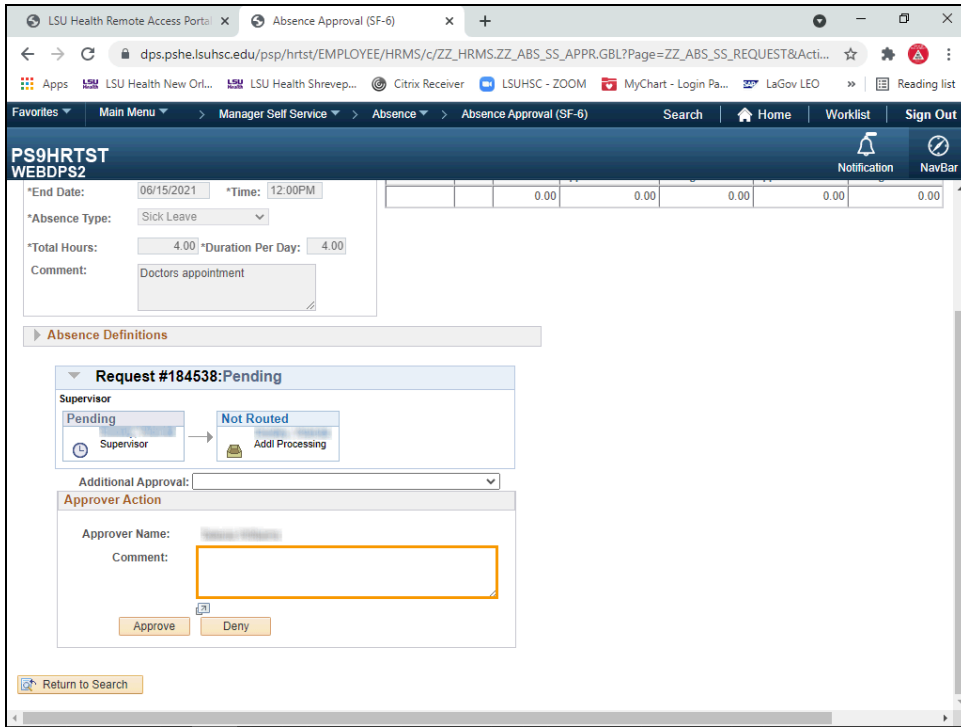 LSU Health Remote Access Portal
Absence Approval (SF-6)
dps.pshe.lsuhsc.edu/psp/hrtst/EMPLOYEE/HRMS/c/ZZ_HRMS.ZZ_ABS_SS_APPR.GBL?Page=ZZ_ABS_SS_REQUEST&Acti...
Apps LSU Health New Orl... LSU Health Shrevep... Citrix Receiver LSUHSC - ZOOM MyChart - Login Pa... LaGov LEO » Reading list
Favorites Main Menu > Manager Self Service > Absence > Absence Approval (SF-6) Search Home Worklist Sign Out
PS9HRTST
WEBDPS2
Notification NavBar
*End Date: 06/15/2021 *Time: 12:00PM
0.00 0.00 0.00 0.00 0.00
*Absence Type: Sick Leave
*Total Hours: 4.00 *Duration Per Day: 4.00
Comment: Doctors appointment
Absence Definitions
Request #184538:Pending
Supervisor
Pending Not Routed
Supervisor Addl Processing
Additional Approval:
Approver Action
Approver Name:
Comment:
Approve Deny
Return to Search